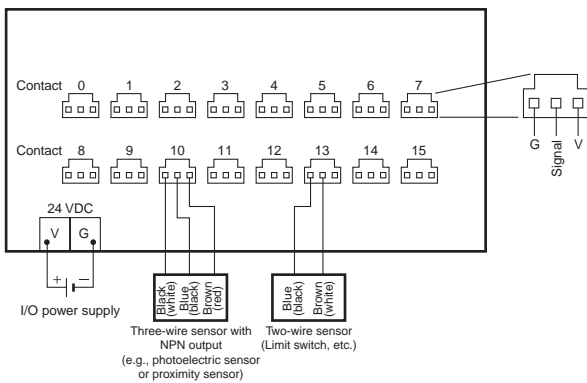 Contact 0 1 2 3 4 5 6 7
G
Signal
V
Contact 8 9 10 11 12 13 14 15
24 VDC
V G
+ −
I/O power supply
Black
(white)
Blue
(black)
Brown
(red)
Blue
(black)
Brown
(white)
Three-wire sensor with
NPN output
(e.g., photoelectric sensor
or proximity sensor)
Two-wire sensor
(Limit switch, etc.)